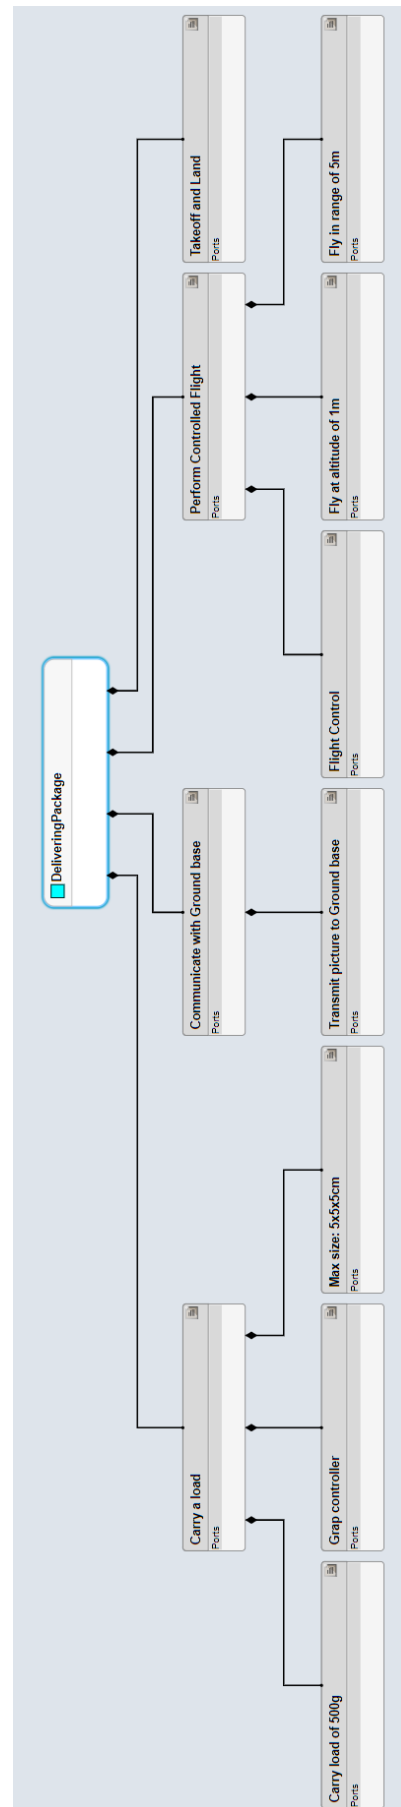 DeliveringPackage
Carry a load
Ports
Communicate with Ground base
Ports
Perform Controlled Flight
Ports
Takeoff and Land
Ports
Carry load of 500g
Ports
Grap controller
Ports
Max size: 5x5x5cm
Ports
Transmit picture to Ground base
Ports
Flight Control
Ports
Fly at altitude of 1m
Ports
Fly in range of 5m
Ports